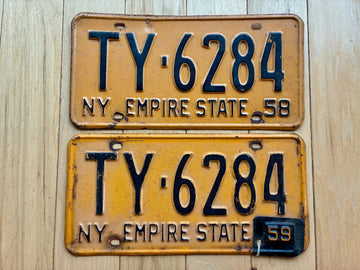 TY·6284
NY EMPIRE STATE 58
TY·6284
NY EMPIRE STATE 59